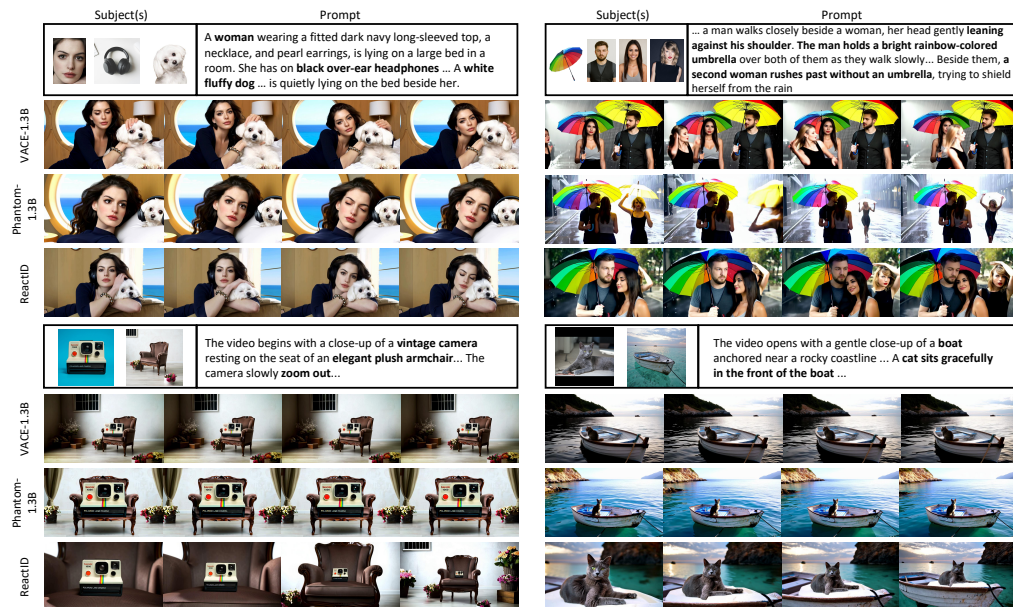 Subject(s)
Prompt
A woman wearing a fitted dark navy long-sleeved top, a
necklace, and pearl earrings, is lying on a large bed in a
room. She has on black over-ear headphones ... A white
fluffy dog ... is quietly lying on the bed beside her.
VACE-1.3B
Phantom-
1.3B
ReactID
The video begins with a close-up of a vintage camera
resting on the seat of an elegant plush armchair... The
camera slowly zoom out...
VACE-1.3B
Phantom-
1.3B
ReactID
Subject(s)
Prompt
... a man walks closely beside a woman, her head gently leaning
against his shoulder. The man holds a bright rainbow-colored
umbrella over both of them as they walk slowly... Beside them, a
second woman rushes past without an umbrella, trying to shield
herself from the rain
The video opens with a gentle close-up of a boat
anchored near a rocky coastline ... A cat sits gracefully
in the front of the boat ...